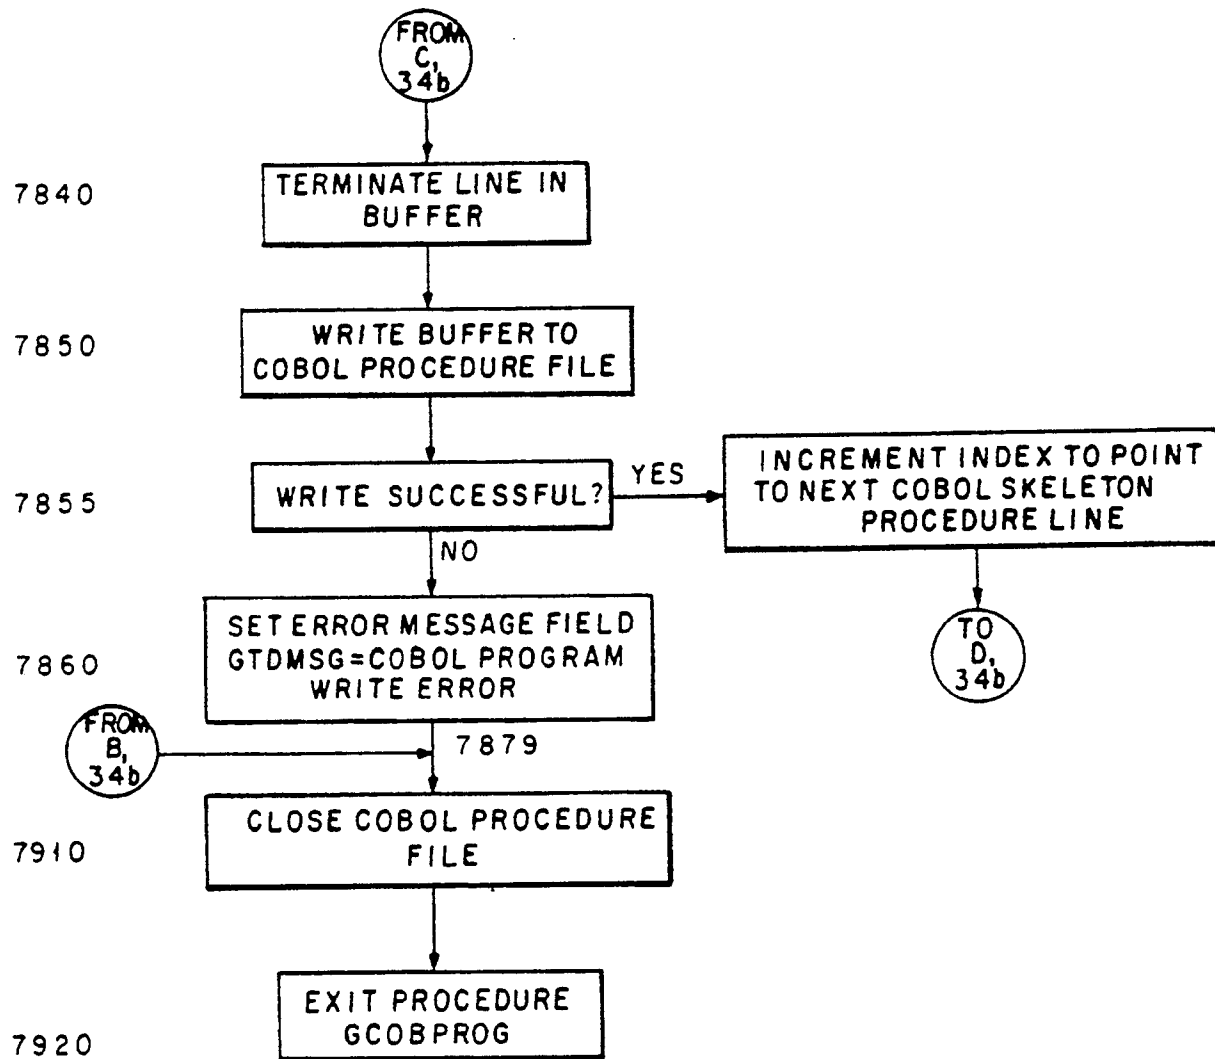 FROM
C,
34b
7840
TERMINATE LINE IN
BUFFER
7850
WRITE BUFFER TO
COBOL PROCEDURE FILE
7855
WRITE SUCCESSFUL?
YES
INCREMENT INDEX TO POINT
TO NEXT COBOL SKELETON
PROCEDURE LINE
NO
TO
D,
34b
7860
SET ERROR MESSAGE FIELD
GTDMSG=COBOL PROGRAM
WRITE ERROR
FROM
B,
34b
7879
7910
CLOSE COBOL PROCEDURE
FILE
7920
EXIT PROCEDURE
GCOBPROG